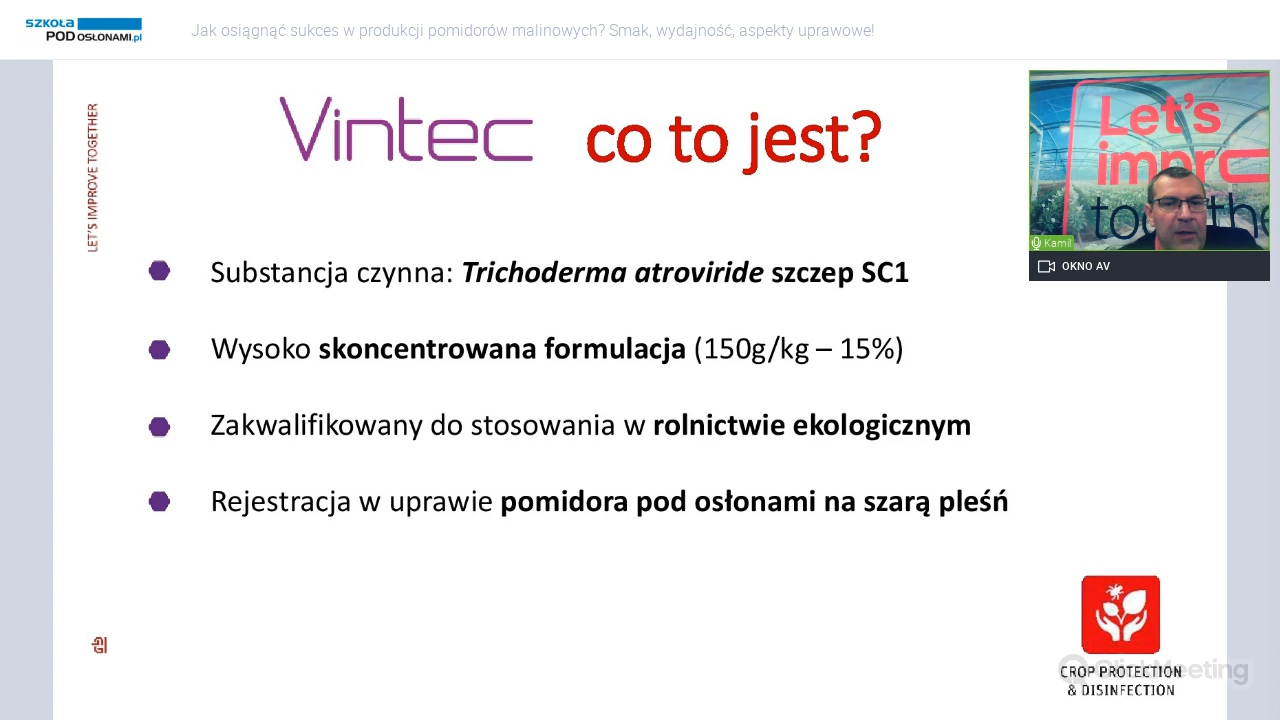 SZKOŁA
POD OSŁONAMI.pl
Jak osiągnąć sukces w produkcji pomidorów malinowych? Smak, wydajność, aspekty uprawowe!
LET'S IMPROVE TOGETHER
Vintec co to jest?
Let's
impro
together
Kamil
OKNO AV
Substancja czynna: Trichoderma atroviride szczep SC1
Wysoko skoncentrowana formulacja (150g/kg – 15%)
Zakwalifikowany do stosowania w rolnictwie ekologicznym
Rejestracja w uprawie pomidora pod osłonami na szarą pleśń
ClickMeeting
CROP PROTECTION
& DISINFECTION